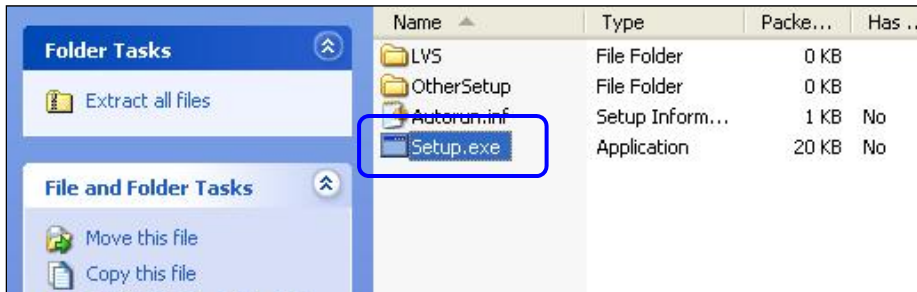 Name Type Packe... Has ..
Folder Tasks
Extract all files
File and Folder Tasks
Move this file
Copy this file
LVS File Folder 0 KB
OtherSetup File Folder 0 KB
Autorun.inf Setup Inform... 1 KB No
Setup.exe Application 20 KB No